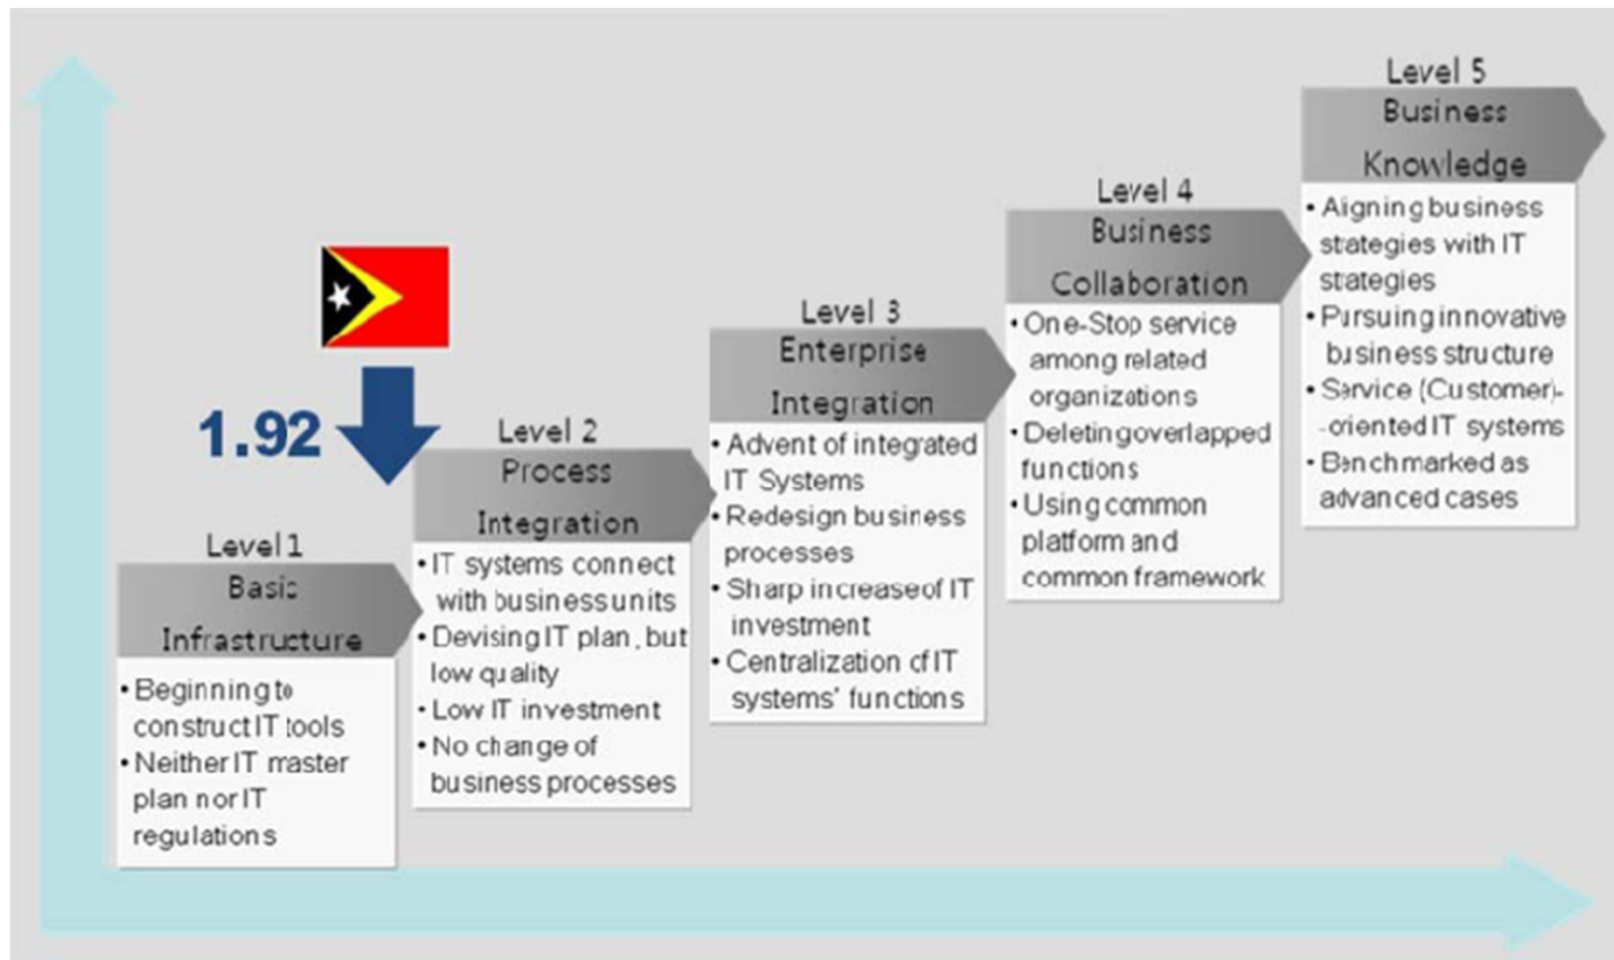 1.92
Level 1
Basic
Infrastructure
• Beginning to
construct IT tools
• Neither IT master
plan nor IT
regulations
Level 2
Process
Integration
• IT systems connect
with business units
• Devising IT plan, but
low quality
• Low IT investment
• No change of
business processes
Level 3
Enterprise
Integration
• Advent of integrated
IT Systems
• Redesign business
processes
• Sharp increase of IT
investment
• Centralization of IT
systems' functions
Level 4
Business
Collaboration
• One-Stop service
among related
organizations
• Deleting overlapped
functions
• Using common
platform and
common framework
Level 5
Business
Knowledge
• Aligning business
strategies with IT
strategies
• Pursuing innovative
business structure
• Service (Customer)-
-oriented IT systems
• Benchmarked as
advanced cases